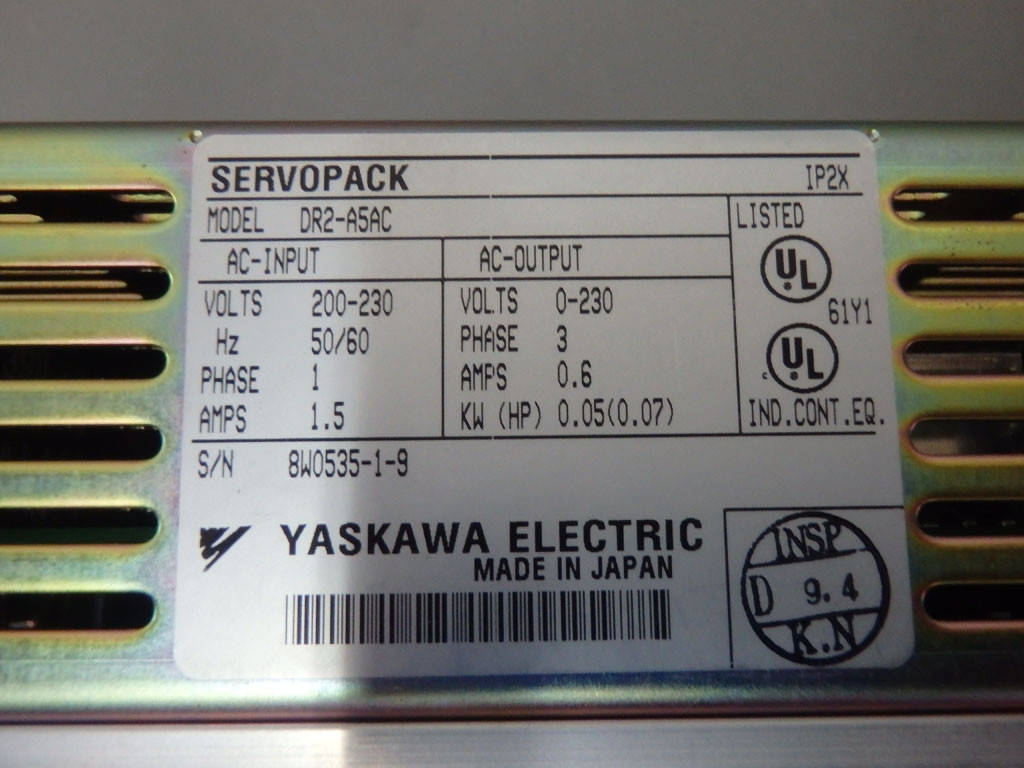 SERVOPACK IP2X
MODEL DR2-A5AC LISTED
AC-INPUT AC-OUTPUT
UL
VOLTS 200-230 VOLTS 0-230
61Y1
Hz 50/60 PHASE 3
c UL
PHASE 1 AMPS 0.6
AMPS 1.5 KW (HP) 0.05(0.07) IND.CONT.EQ.
S/N 8W0535-1-9
YASKAWA ELECTRIC
MADE IN JAPAN
INSP
D 9.4
K.N